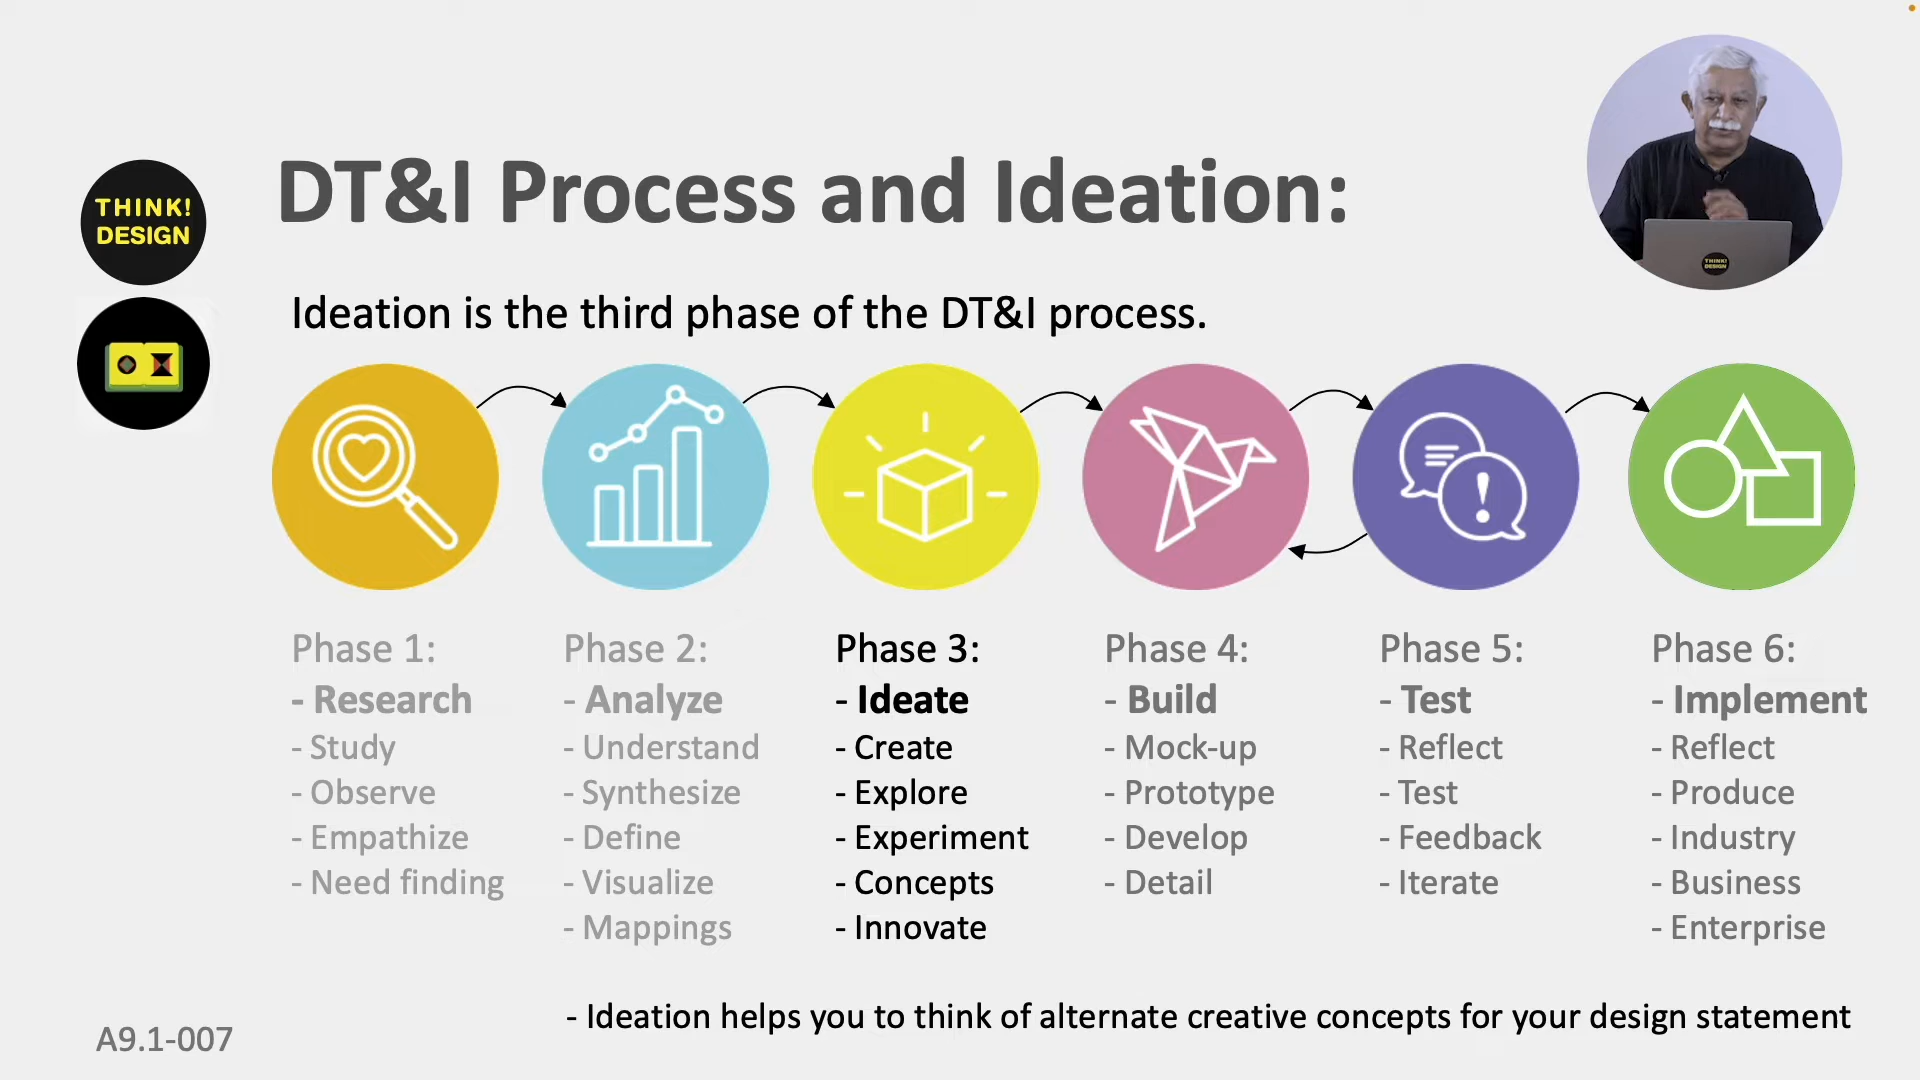 DT&I Process and Ideation:
THINK!
DESIGN
THINK!
DESIGN
Ideation is the third phase of the DT&I process.
Phase 1:
- Research
- Study
- Observe
- Empathize
- Need finding
Phase 2:
- Analyze
- Understand
- Synthesize
- Define
- Visualize
- Mappings
Phase 3:
- Ideate
- Create
- Explore
- Experiment
- Concepts
- Innovate
Phase 4:
- Build
- Mock-up
- Prototype
- Develop
- Detail
Phase 5:
- Test
- Reflect
- Test
- Feedback
- Iterate
Phase 6:
- Implement
- Reflect
- Produce
- Industry
- Business
- Enterprise
- Ideation helps you to think of alternate creative concepts for your design statement
A9.1-007